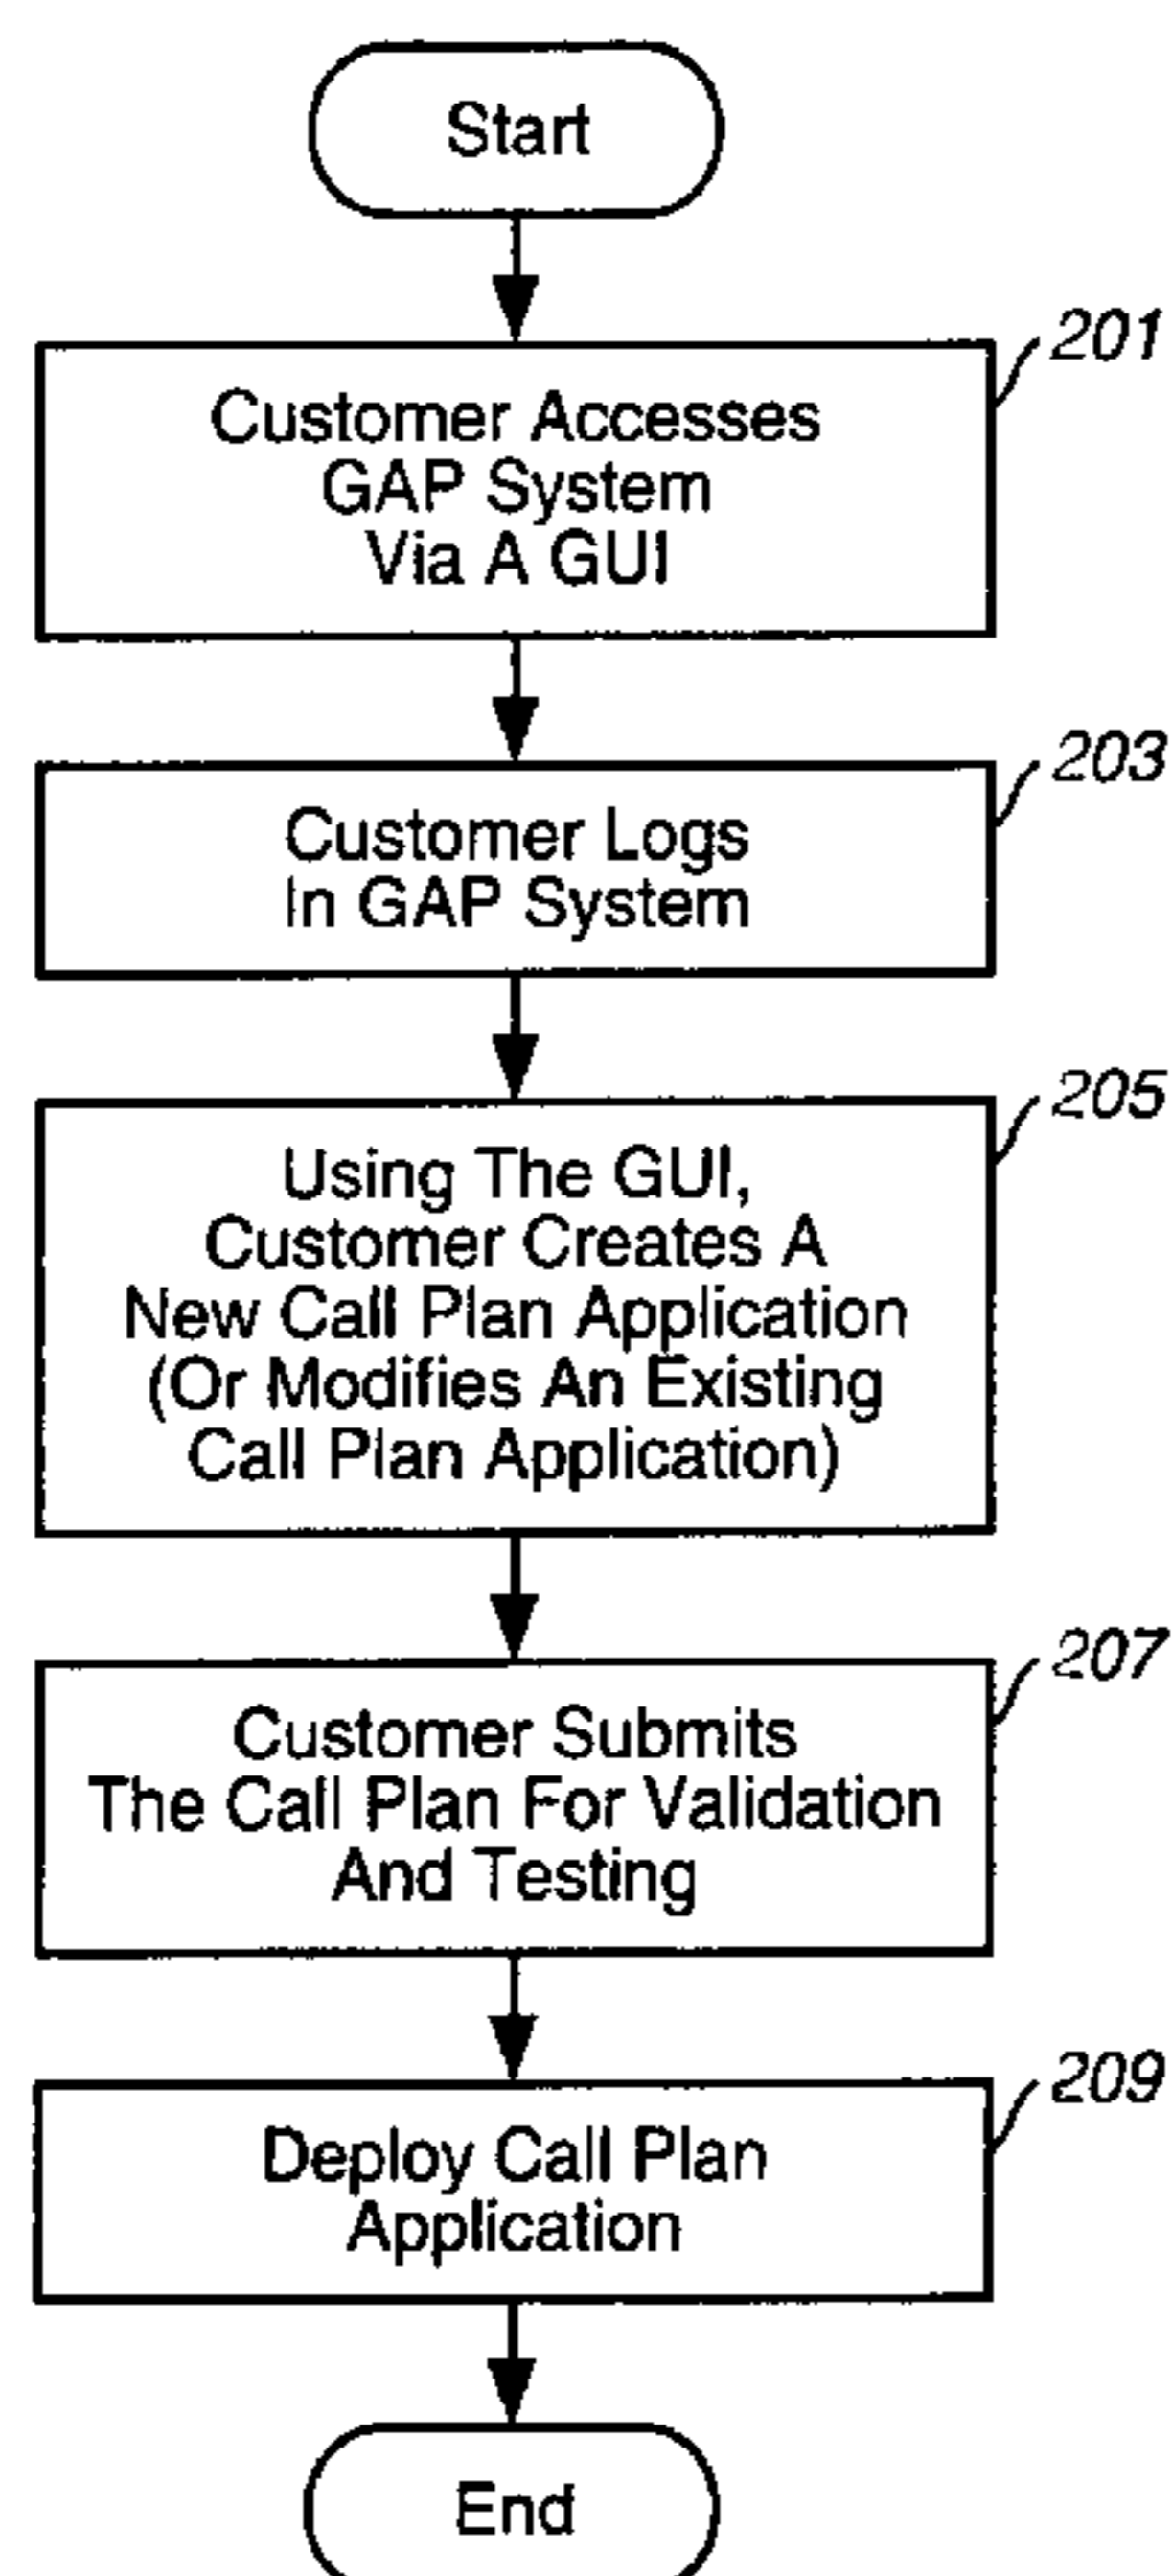 Start
201
Customer Accesses
GAP System
Via A GUI
203
Customer Logs
In GAP System
205
Using The GUI,
Customer Creates A
New Call Plan Application
(Or Modifies An Existing
Call Plan Application)
207
Customer Submits
The Call Plan For Validation
And Testing
209
Deploy Call Plan
Application
End